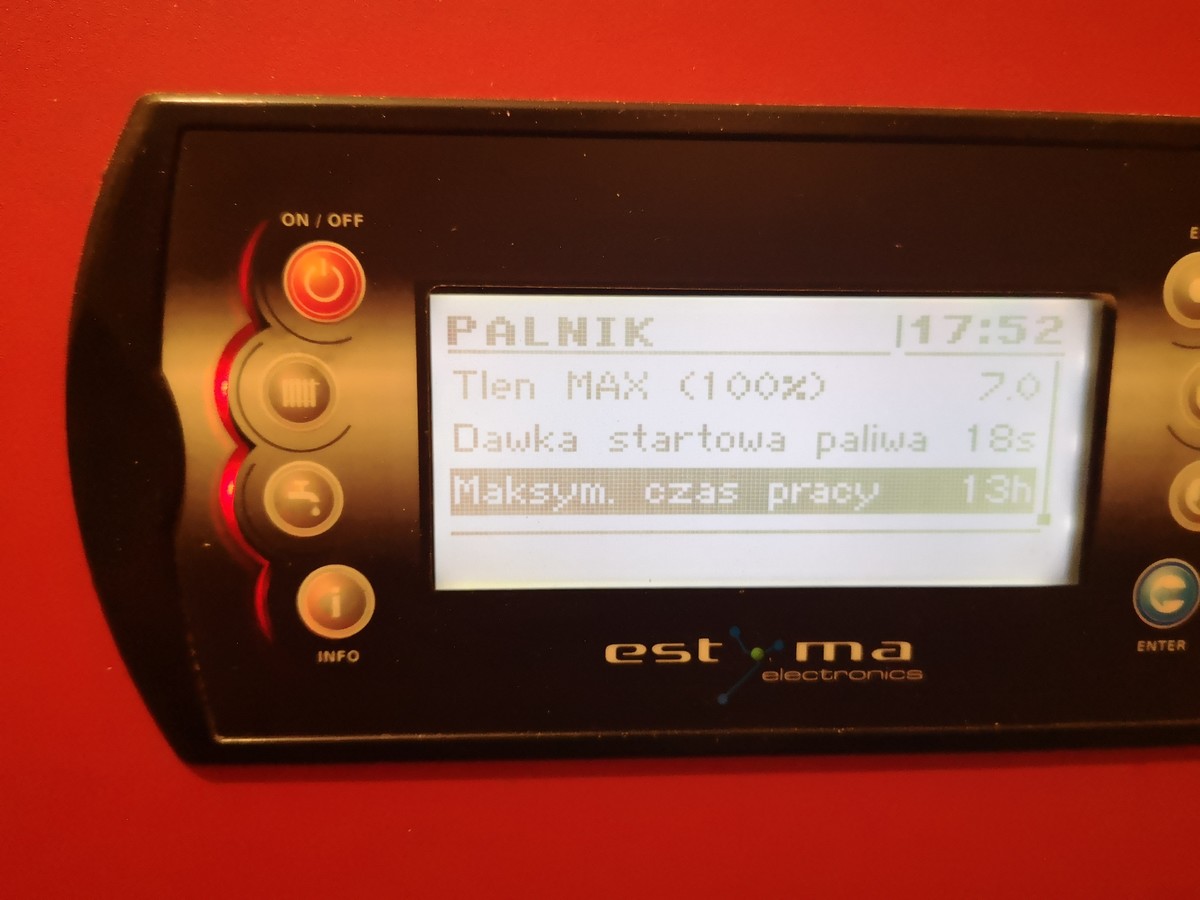 ON / OFF
PALNIK 17:52
Tlen MAX (100%) 7.0
Dawka startowa paliwa 18s
Maksym. czas pracy 13h
INFO
ENTER
estyma
electronics